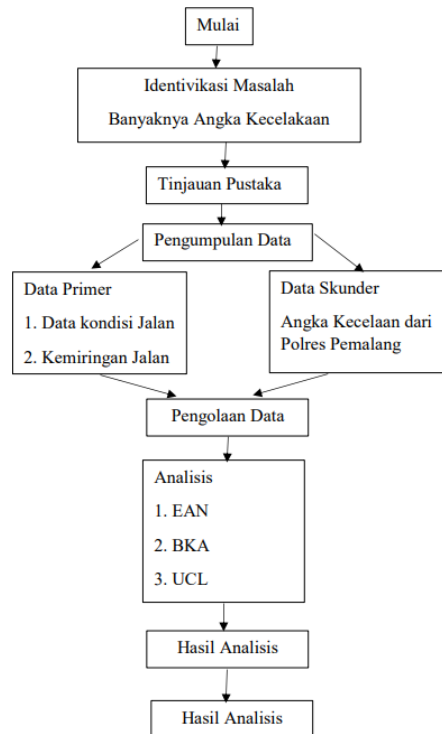 Mulai
Identivikasi Masalah
Banyaknya Angka Kecelakaan
Tinjauan Pustaka
Pengumpulan Data
Data Primer
1. Data kondisi Jalan
2. Kemiringan Jalan
Data Skunder
Angka Kecelaan dari
Polres Pemalang
Pengolaan Data
Analisis
1. EAN
2. BKA
3. UCL
Hasil Analisis
Hasil Analisis